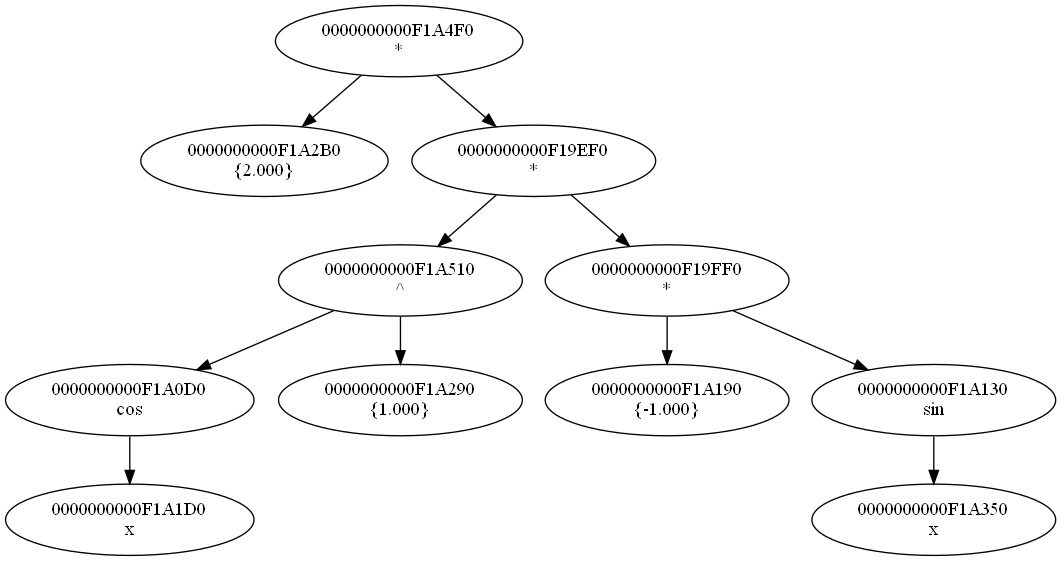 0000000000F1A4F0
*
0000000000F1A2B0
{2.000}
0000000000F19EF0
*
0000000000F1A510
^
0000000000F19FF0
*
0000000000F1A0D0
cos
0000000000F1A290
{1.000}
0000000000F1A190
{-1.000}
0000000000F1A130
sin
0000000000F1A1D0
x
0000000000F1A350
x